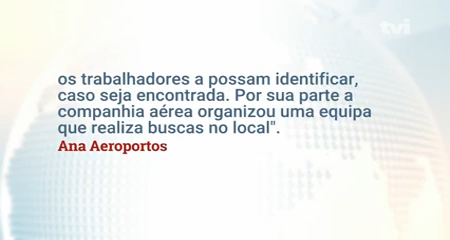 tvi
os trabalhadores a possam identificar,
caso seja encontrada. Por sua parte a
companhia aérea organizou uma equipa
que realiza buscas no local".
Ana Aeroportos